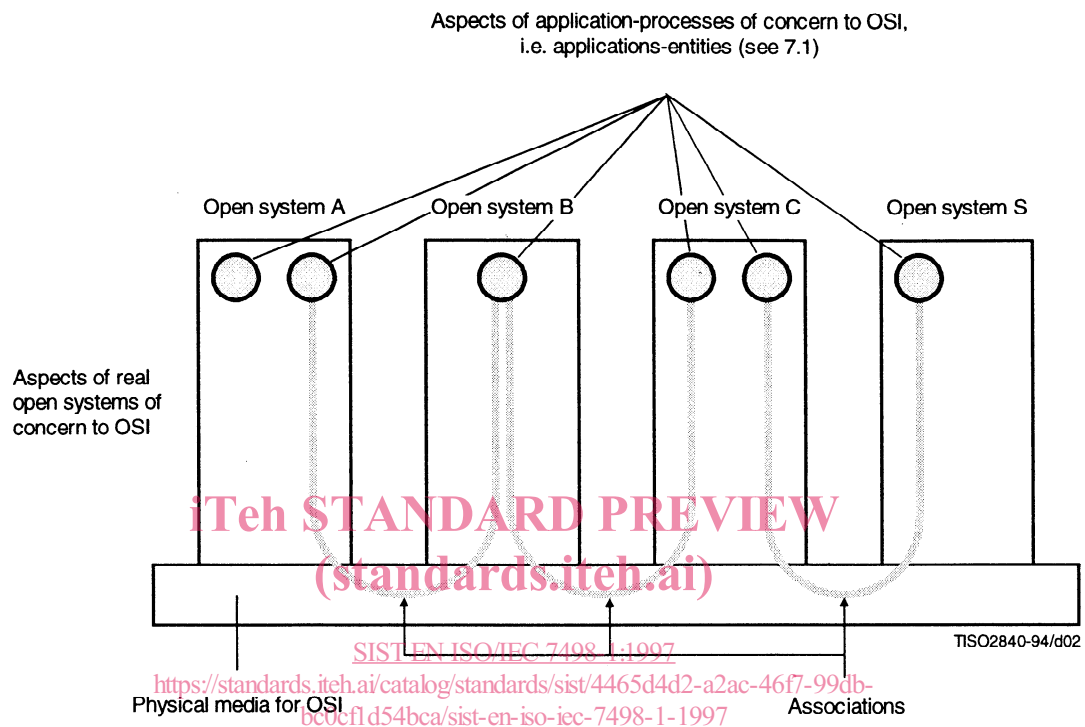 Aspects of application-processes of concern to OSI,
i.e. applications-entities (see 7.1)
Open system A
Open system B
Open system C
Open system S
Aspects of real
open systems of
concern to OSI
iTeh STANDARD PREVIEW
(standards.iteh.ai)
TISO2840-94/d02
SIST EN ISO/IEC 7498-1:1997
https://standards.iteh.ai/catalog/standards/sist/4465d4d2-a2ac-46f7-99db-
Physical media for OSI
Associations
bc0cf1d54bca/sist-en-iso-iec-7498-1-1997